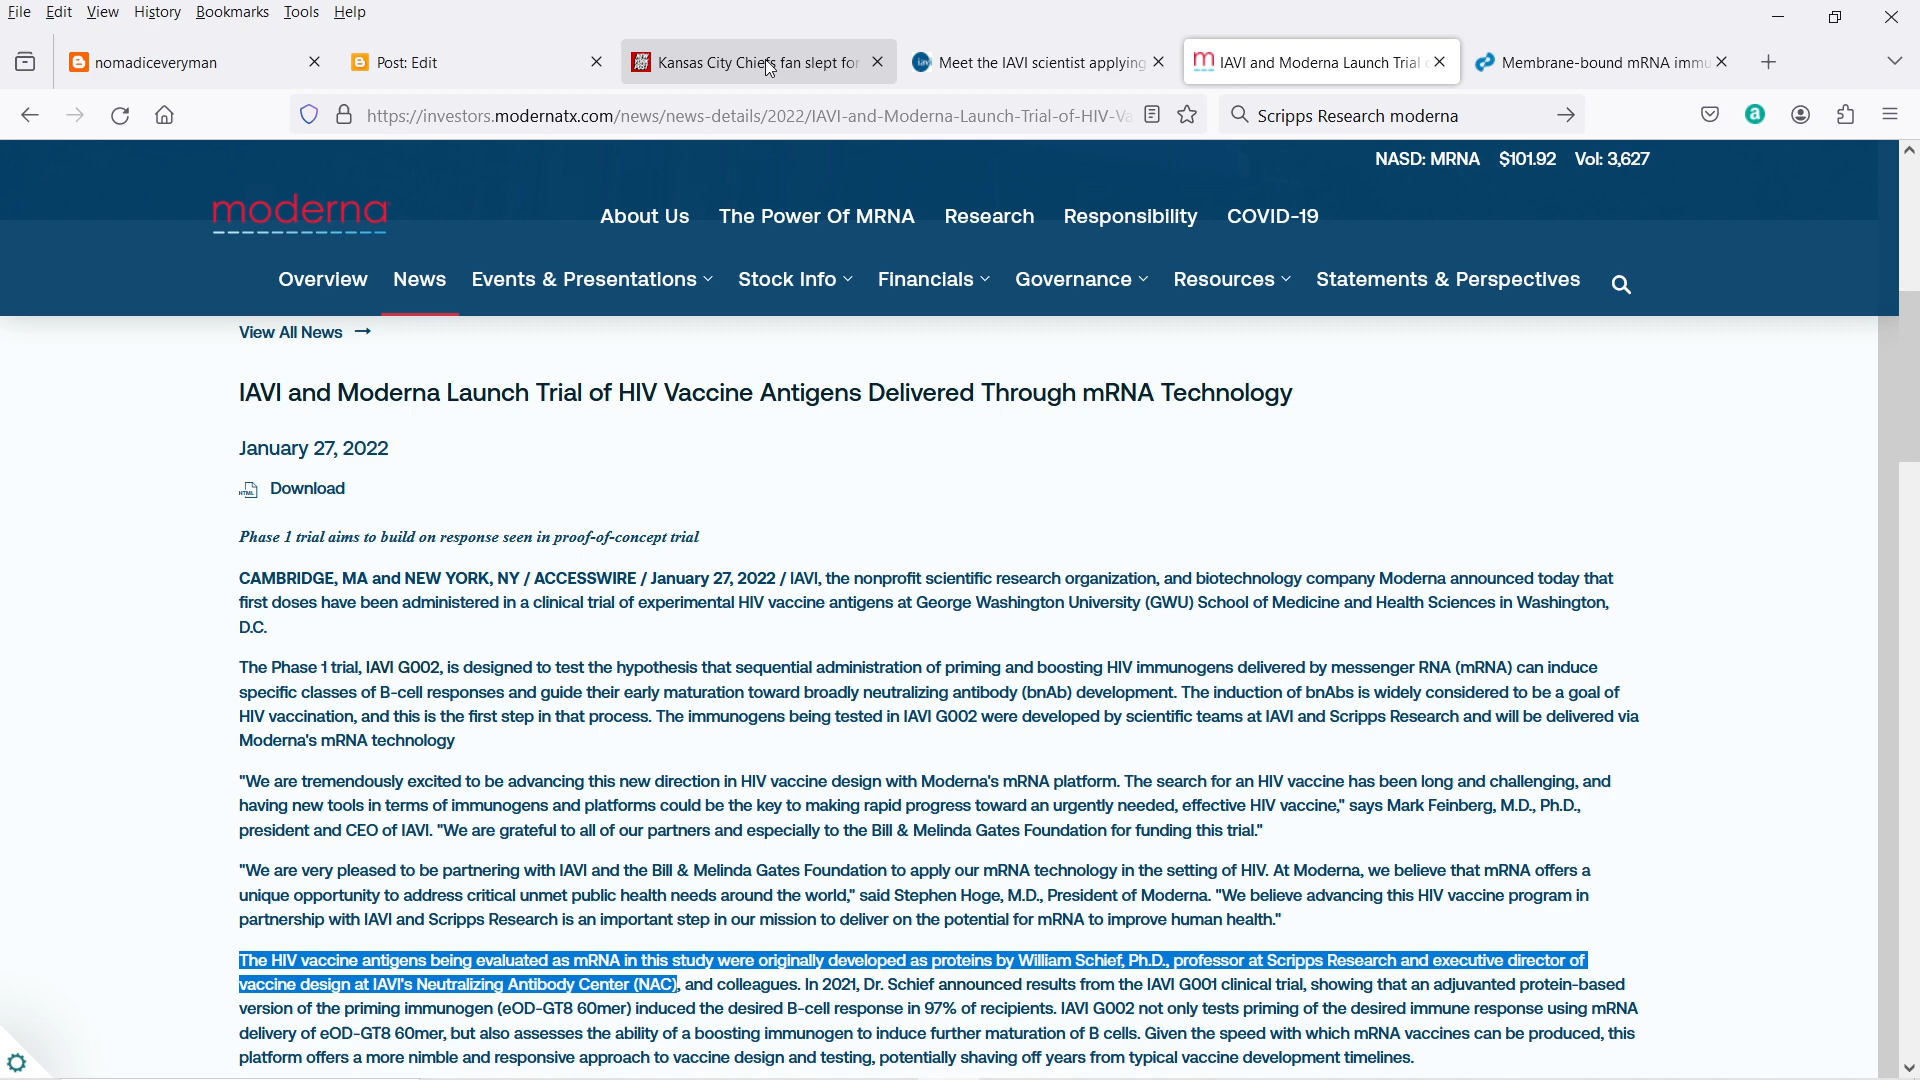 File Edit View History Bookmarks Tools Help
nomadiceveryman
Post: Edit
Kansas City Chiefs fan slept for
Meet the IAVI scientist applying
IAVI and Moderna Launch Trial
Membrane-bound mRNA immu
https://investors.modernatx.com/news/news-details/2022/IAVI-and-Moderna-Launch-Trial-of-HIV-Va
Scripps Research moderna
NASD: MRNA $101.92 Vol: 3,627
moderna
About Us The Power Of MRNA Research Responsibility COVID-19
Overview News Events & Presentations Stock Info Financials Governance Resources Statements & Perspectives
View All News →
IAVI and Moderna Launch Trial of HIV Vaccine Antigens Delivered Through mRNA Technology
January 27, 2022
HTML Download
Phase 1 trial aims to build on response seen in proof-of-concept trial
CAMBRIDGE, MA and NEW YORK, NY / ACCESSWIRE / January 27, 2022 / IAVI, the nonprofit scientific research organization, and biotechnology company Moderna announced today that
first doses have been administered in a clinical trial of experimental HIV vaccine antigens at George Washington University (GWU) School of Medicine and Health Sciences in Washington,
D.C.
The Phase 1 trial, IAVI G002, is designed to test the hypothesis that sequential administration of priming and boosting HIV immunogens delivered by messenger RNA (mRNA) can induce
specific classes of B-cell responses and guide their early maturation toward broadly neutralizing antibody (bnAb) development. The induction of bnAbs is widely considered to be a goal of
HIV vaccination, and this is the first step in that process. The immunogens being tested in IAVI G002 were developed by scientific teams at IAVI and Scripps Research and will be delivered via
Moderna's mRNA technology
"We are tremendously excited to be advancing this new direction in HIV vaccine design with Moderna's mRNA platform. The search for an HIV vaccine has been long and challenging, and
having new tools in terms of immunogens and platforms could be the key to making rapid progress toward an urgently needed, effective HIV vaccine," says Mark Feinberg, M.D., Ph.D.,
president and CEO of IAVI. "We are grateful to all of our partners and especially to the Bill & Melinda Gates Foundation for funding this trial."
"We are very pleased to be partnering with IAVI and the Bill & Melinda Gates Foundation to apply our mRNA technology in the setting of HIV. At Moderna, we believe that mRNA offers a
unique opportunity to address critical unmet public health needs around the world," said Stephen Hoge, M.D., President of Moderna. "We believe advancing this HIV vaccine program in
partnership with IAVI and Scripps Research is an important step in our mission to deliver on the potential for mRNA to improve human health."
The HIV vaccine antigens being evaluated as mRNA in this study were originally developed as proteins by William Schief, Ph.D., professor at Scripps Research and executive director of
vaccine design at IAVI's Neutralizing Antibody Center (NAC), and colleagues. In 2021, Dr. Schief announced results from the IAVI G001 clinical trial, showing that an adjuvanted protein-based
version of the priming immunogen (eOD-GT8 60mer) induced the desired B-cell response in 97% of recipients. IAVI G002 not only tests priming of the desired immune response using mRNA
delivery of eOD-GT8 60mer, but also assesses the ability of a boosting immunogen to induce further maturation of B cells. Given the speed with which mRNA vaccines can be produced, this
platform offers a more nimble and responsive approach to vaccine design and testing, potentially shaving off years from typical vaccine development timelines.